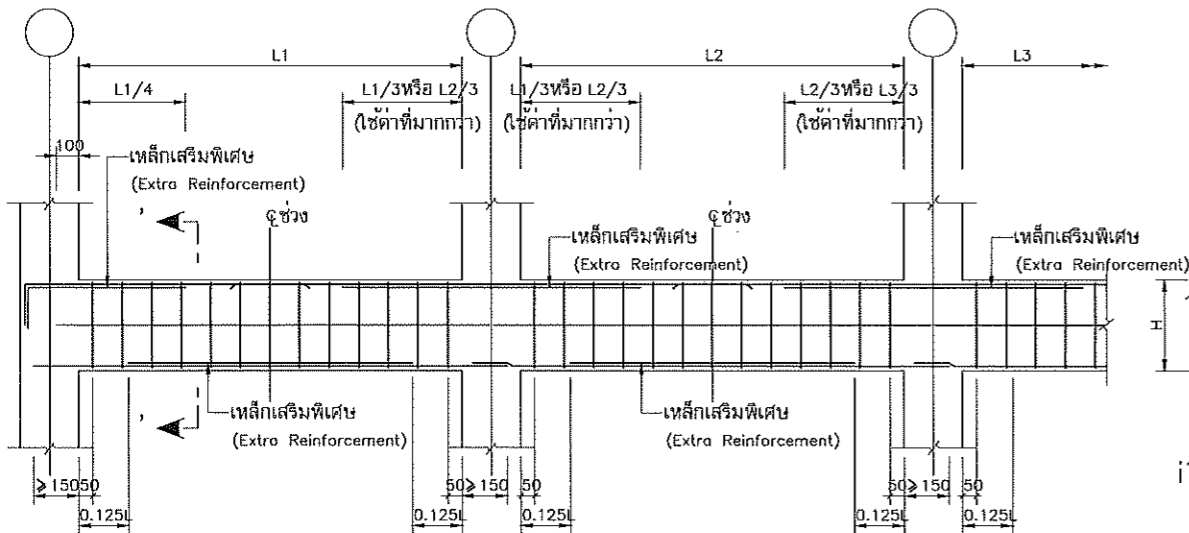 L1
L2
L3
L1/4
L1/3หรือ L2/3
(ใช้ค่าที่มากกว่า)
L1/3หรือ L2/3
(ใช้ค่าที่มากกว่า)
L2/3หรือ L3/3
(ใช้ค่าที่มากกว่า)
100
เหล็กเสริมพิเศษ
(Extra Reinforcement)
℄ ช่วง
เหล็กเสริมพิเศษ
(Extra Reinforcement)
℄ ช่วง
เหล็กเสริมพิเศษ
(Extra Reinforcement)
H
เหล็กเสริมพิเศษ
(Extra Reinforcement)
เหล็กเสริมพิเศษ
(Extra Reinforcement)
⩾150
50
50
⩾150
50
50
⩾150
50
0.125L
0.125L
0.125L
0.125L
0.125L